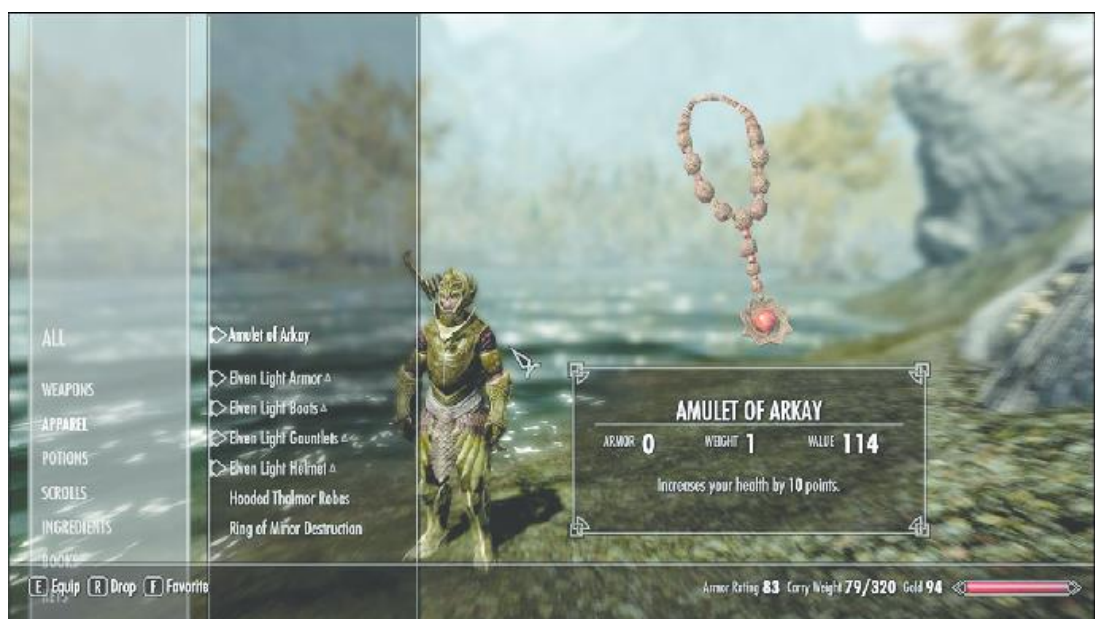 ALL
WEAPONS
APPAREL
POTIONS
SCROLLS
INGREDIENTS
BOOKS
KEYS
Amulet of Arkay
Elven Light Armor
Elven Light Boots
Elven Light Gauntlets
Elven Light Helmet
Hooded Thalmor Robes
Ring of Minor Destruction
AMULET OF ARKAY
ARMOR 0 WEIGHT 1 VALUE 114
Increases your health by 10 points.
E Equip R Drop F Favorite
Armor Rating 83 Carry Weight 79/320 Gold 94